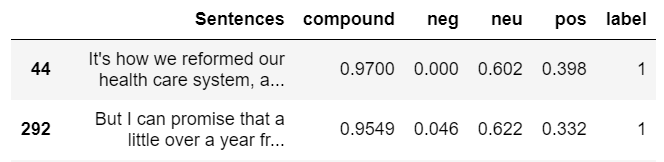 Sentences compound neg neu pos label
44 It's how we reformed our health care system, a... 0.9700 0.000 0.602 0.398 1
292 But I can promise that a little over a year fr... 0.9549 0.046 0.622 0.332 1